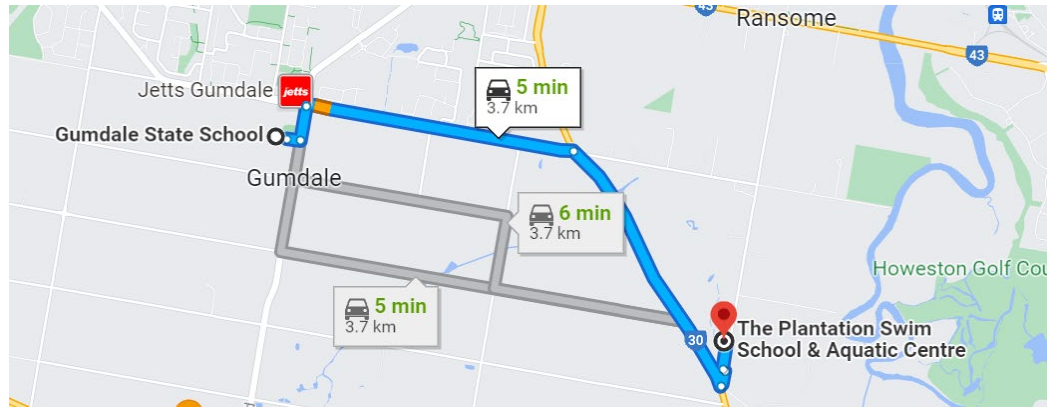 43
Ransome
43
5 min
3.7 km
Jetts Gumdale
jetts
Gumdale State School
Gumdale
6 min
3.7 km
Howeston Golf Cou
5 min
3.7 km
30
The Plantation Swim
School & Aquatic Centre